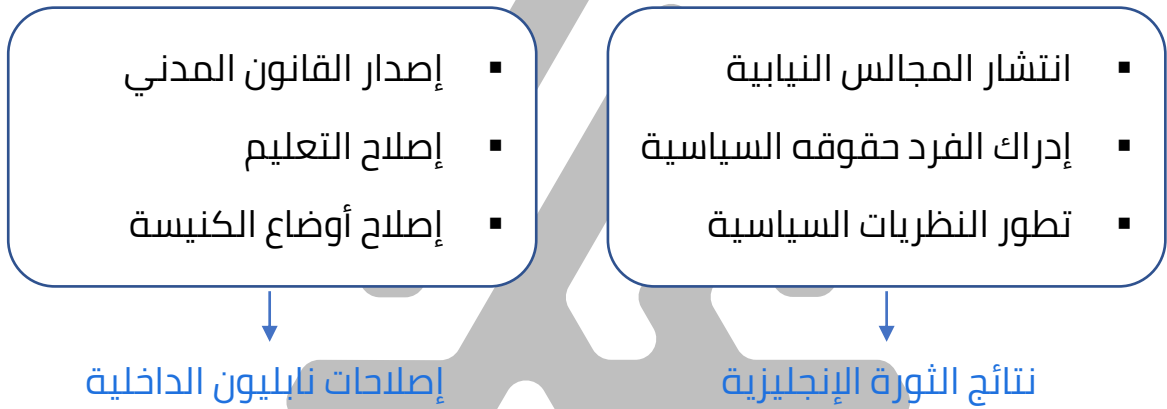 ▪ انتشار المجالس النيابية
▪ إدراك الفرد حقوقه السياسية
▪ تطور النظريات السياسية
نتائج الثورة الإنجليزية
▪ إصدار القانون المدني
▪ إصلاح التعليم
▪ إصلاح أوضاع الكنيسة
إصلاحات نابليون الداخلية